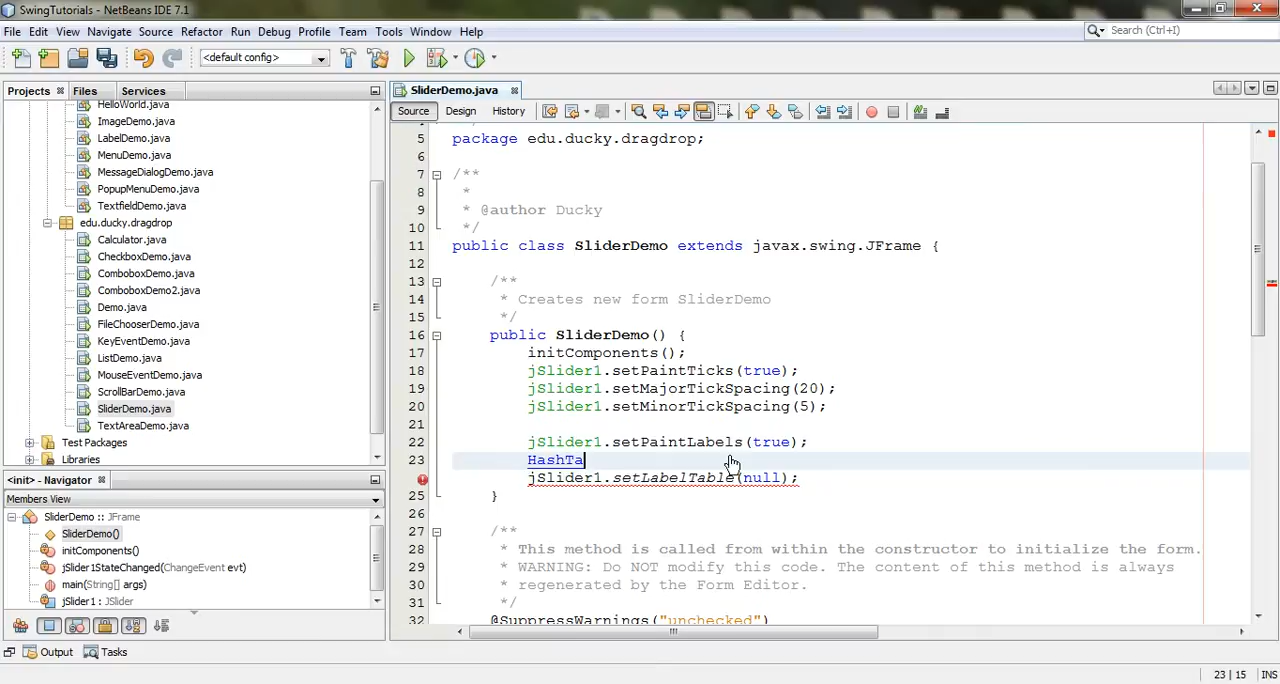 SwingTutorials - NetBeans IDE 7.1
File Edit View Navigate Source Refactor Run Debug Profile Team Tools Window Help
Search (Ctrl+I)
<default config>
Projects Files Services
SliderDemo.java
Source Design History
HelloWorld.java
ImageDemo.java
LabelDemo.java
MenuDemo.java
MessageDialogDemo.java
PopupMenuDemo.java
TextfieldDemo.java
edu.ducky.dragdrop
Calculator.java
CheckboxDemo.java
ComboboxDemo.java
ComboboxDemo2.java
Demo.java
FileChooserDemo.java
KeyEventDemo.java
ListDemo.java
MouseEventDemo.java
ScrollBarDemo.java
SliderDemo.java
TextAreaDemo.java
Test Packages
Libraries
<init> - Navigator
Members View
SliderDemo :: JFrame
SliderDemo()
initComponents()
jSlider1StateChanged(ChangeEvent evt)
main(String[] args)
jSlider1 : JSlider
5 package edu.ducky.dragdrop;
6
7 /**
8 *
9 * @author Ducky
10 */
11 public class SliderDemo extends javax.swing.JFrame {
12
13 /**
14 * Creates new form SliderDemo
15 */
16 public SliderDemo() {
17 initComponents();
18 jSlider1.setPaintTicks(true);
19 jSlider1.setMajorTickSpacing(20);
20 jSlider1.setMinorTickSpacing(5);
21
22 jSlider1.setPaintLabels(true);
23 HashTa
jSlider1.setLabelTable(null);
25 }
26
27 /**
28 * This method is called from within the constructor to initialize the form.
29 * WARNING: Do NOT modify this code. The content of this method is always
30 * regenerated by the Form Editor.
31 */
32 @SuppressWarnings("unchecked")
Output Tasks
23 | 15 INS